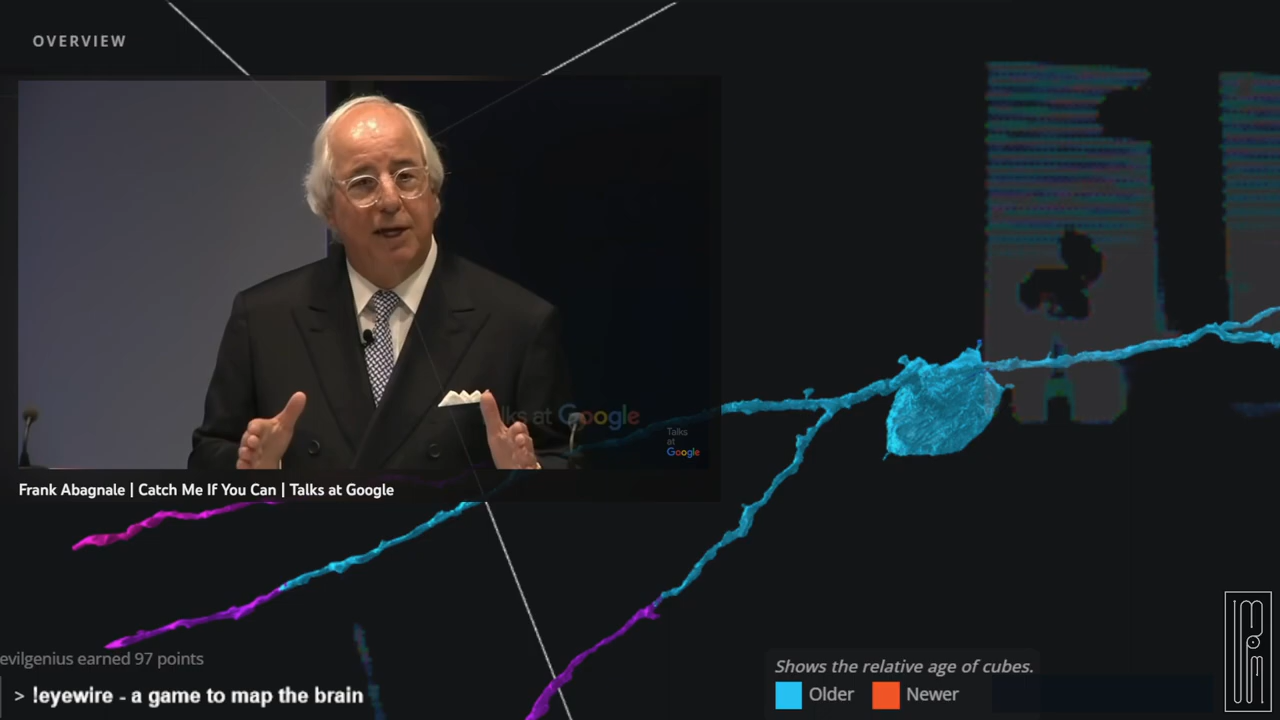 OVERVIEW
lks at Google
Talks
at
Google
Frank Abagnale | Catch Me If You Can | Talks at Google
evilgenius earned 97 points
> !eyewire - a game to map the brain
Shows the relative age of cubes.
Older
Newer